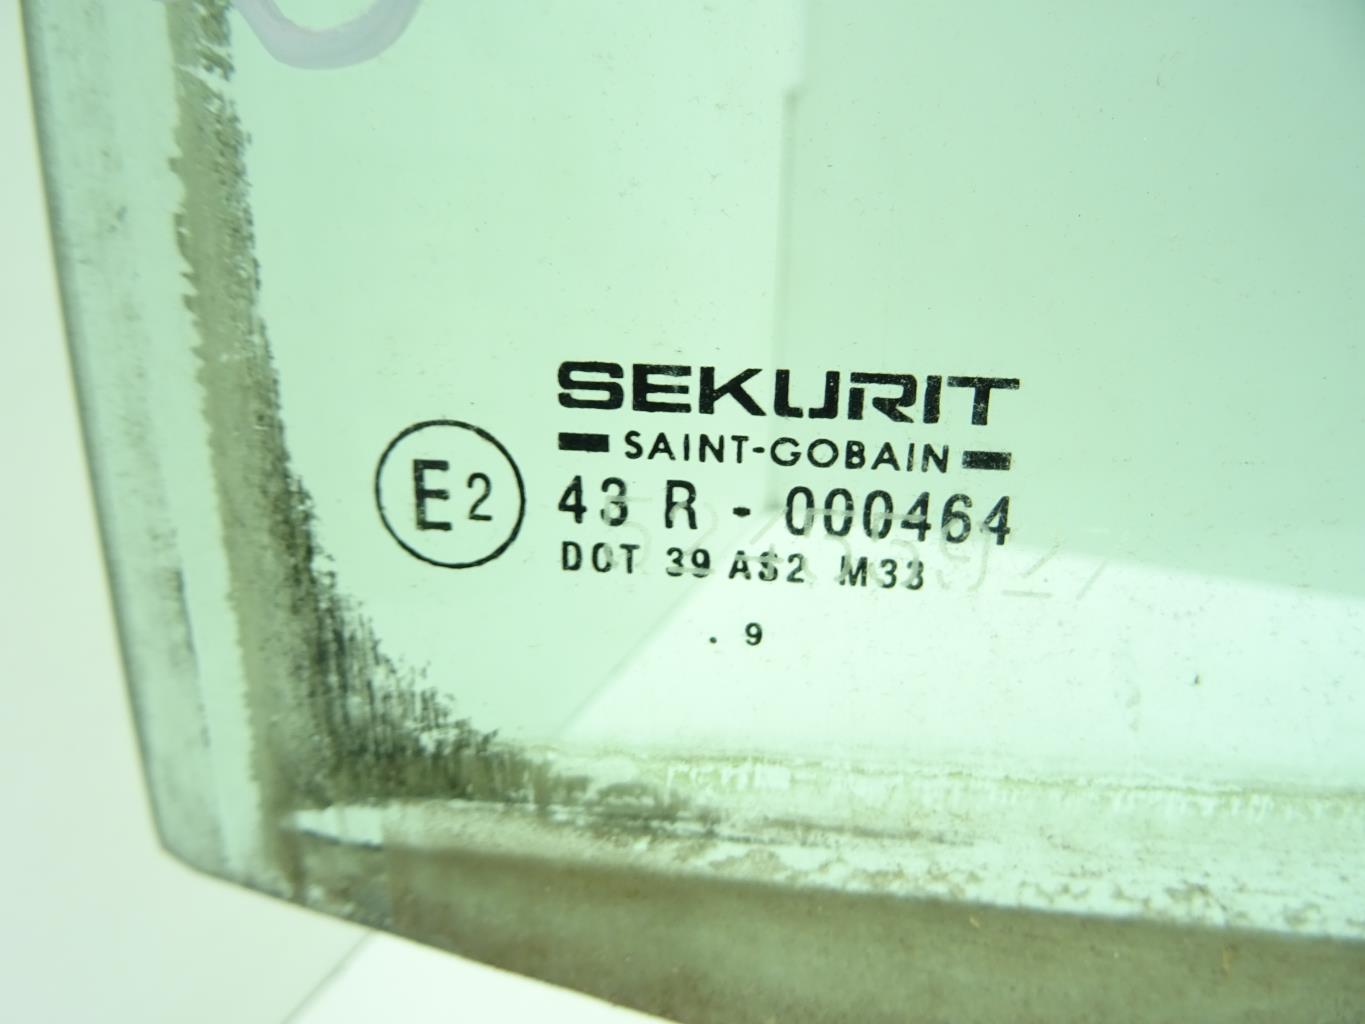 SEKURIT
SAINT-GOBAIN
E2
43 R - 000464
DOT 39 AS2 M33
. 9